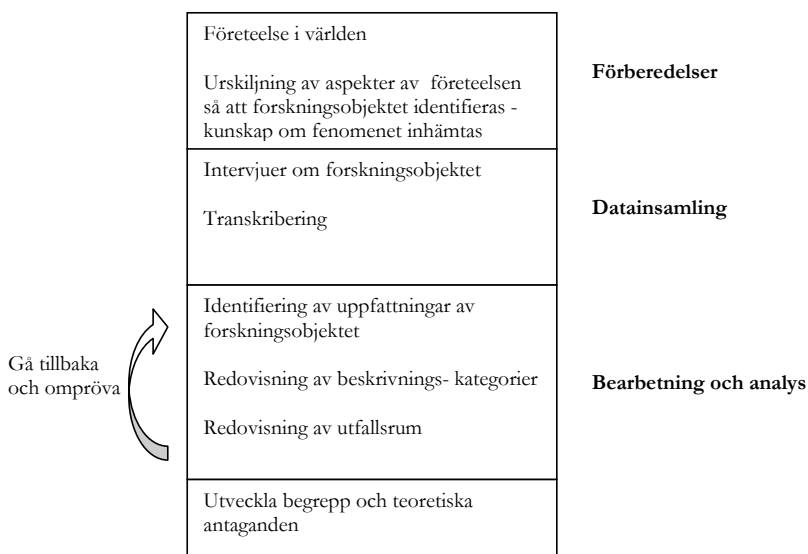 Företeelse i världen
Urskiljning av aspekter av företeelsen
så att forskningsobjektet identifieras -
kunskap om fenomenet inhämtas
Förberedelser
Intervjuer om forskningsobjektet
Transkribering
Datainsamling
Identifiering av uppfattningar av
forskningsobjektet
Redovisning av beskrivnings- kategorier
Redovisning av utfallsrum
Gå tillbaka
och ompröva
Bearbetning och analys
Utveckla begrepp och teoretiska
antaganden